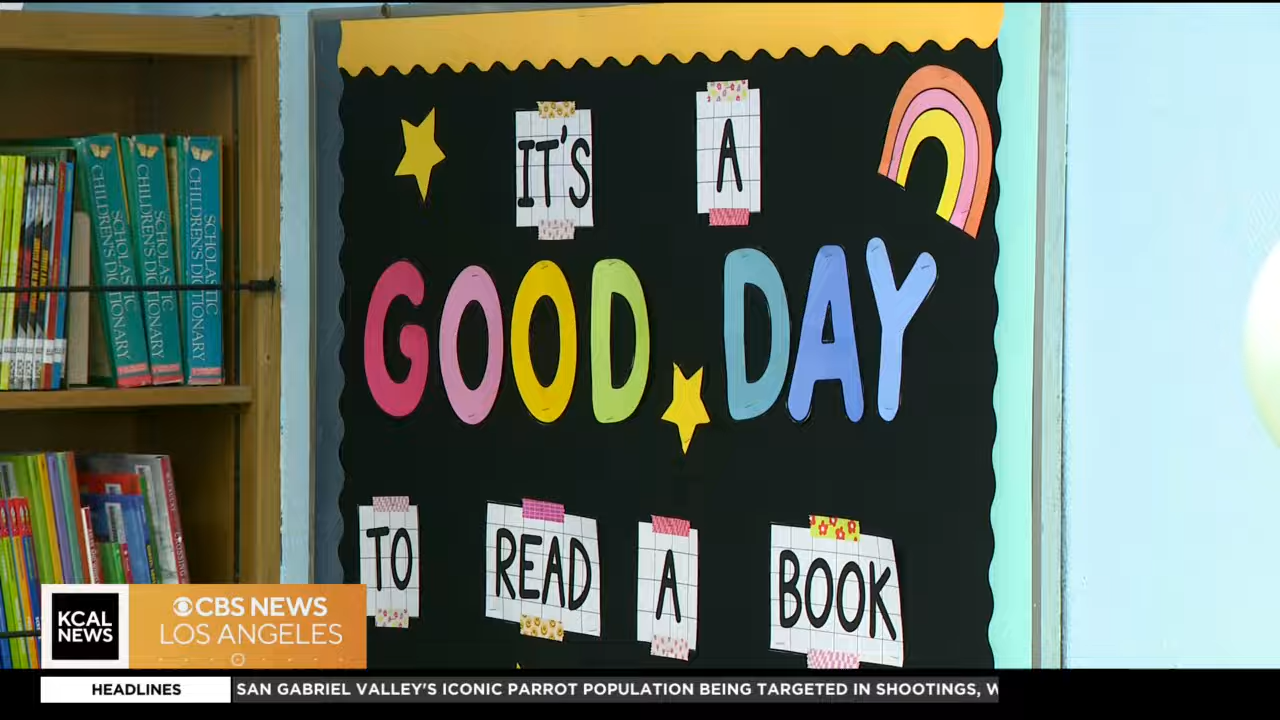 IT'S A
GOOD DAY
TO READ A BOOK
SCHOLASTIC
CHILDREN'S DICTIONARY
SCHOLASTIC
CHILDREN'S DICTIONARY
SCHOLASTIC
CHILDREN'S DICTIONARY
KCAL
NEWS
CBS NEWS
LOS ANGELES
HEADLINES
SAN GABRIEL VALLEY'S ICONIC PARROT POPULATION BEING TARGETED IN SHOOTINGS, W